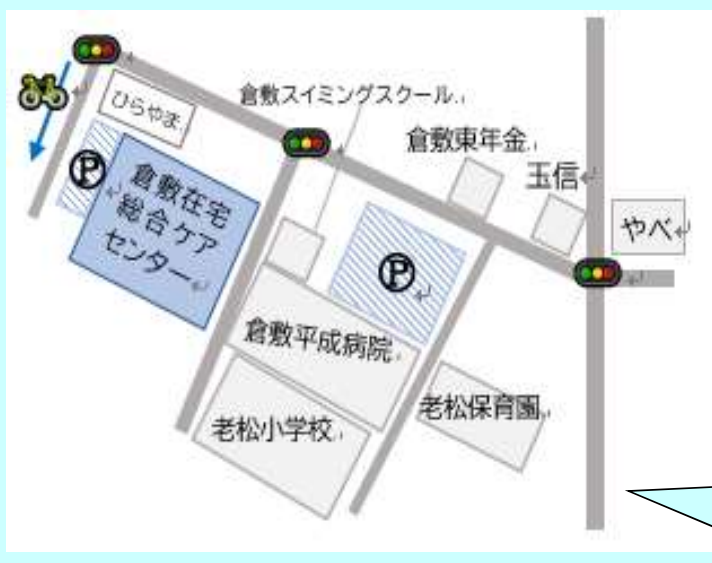 ひらやま
倉敷スイミングスクール
倉敷東年金
玉信
やべ
Ⓟ
倉敷在宅
総合ケア
センター
Ⓟ
倉敷平成病院
老松小学校
老松保育園